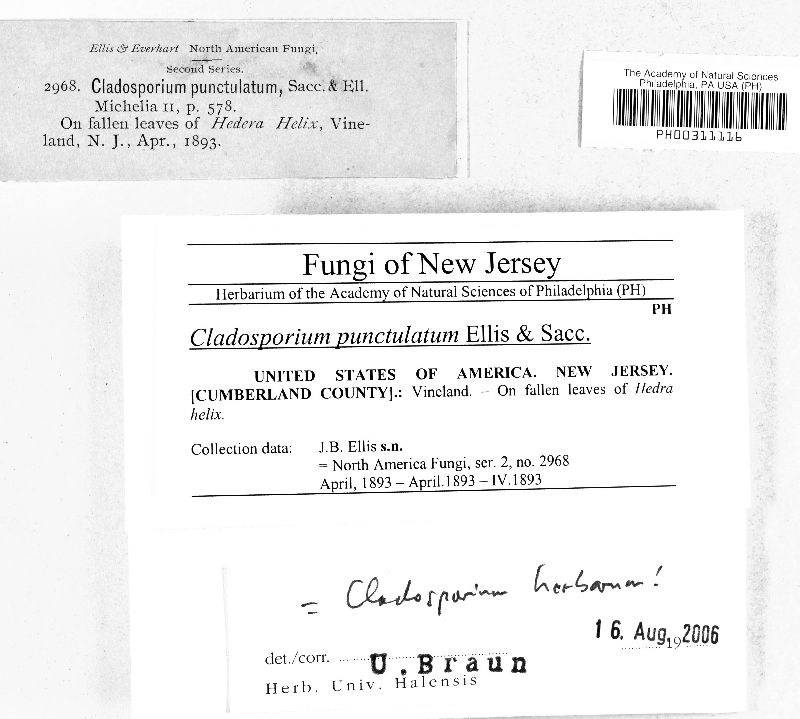 Ellis & Everhart North American Fungi,
Second Series.
2968. Cladosporium punctulatum, Sacc. & Ell.
Michelia II, p. 578.
On fallen leaves of Hedera Helix, Vine-
land, N. J., Apr., 1893.
The Academy of Natural Sciences
Philadelphia, PA USA (PH)
PH00311116
Fungi of New Jersey
Herbarium of the Academy of Natural Sciences of Philadelphia (PH)
PH
Cladosporium punctulatum Ellis & Sacc.
UNITED STATES OF AMERICA. NEW JERSEY.
[CUMBERLAND COUNTY].: Vineland. – On fallen leaves of Hedra
helix.
Collection data: J.B. Ellis s.n.
= North America Fungi, ser. 2, no. 2968
April, 1893 – April.1893 – IV.1893
= Cladosporium herbarum!
16. Aug. 19 2006
det./corr. U. Braun
Herb. Univ. Halensis